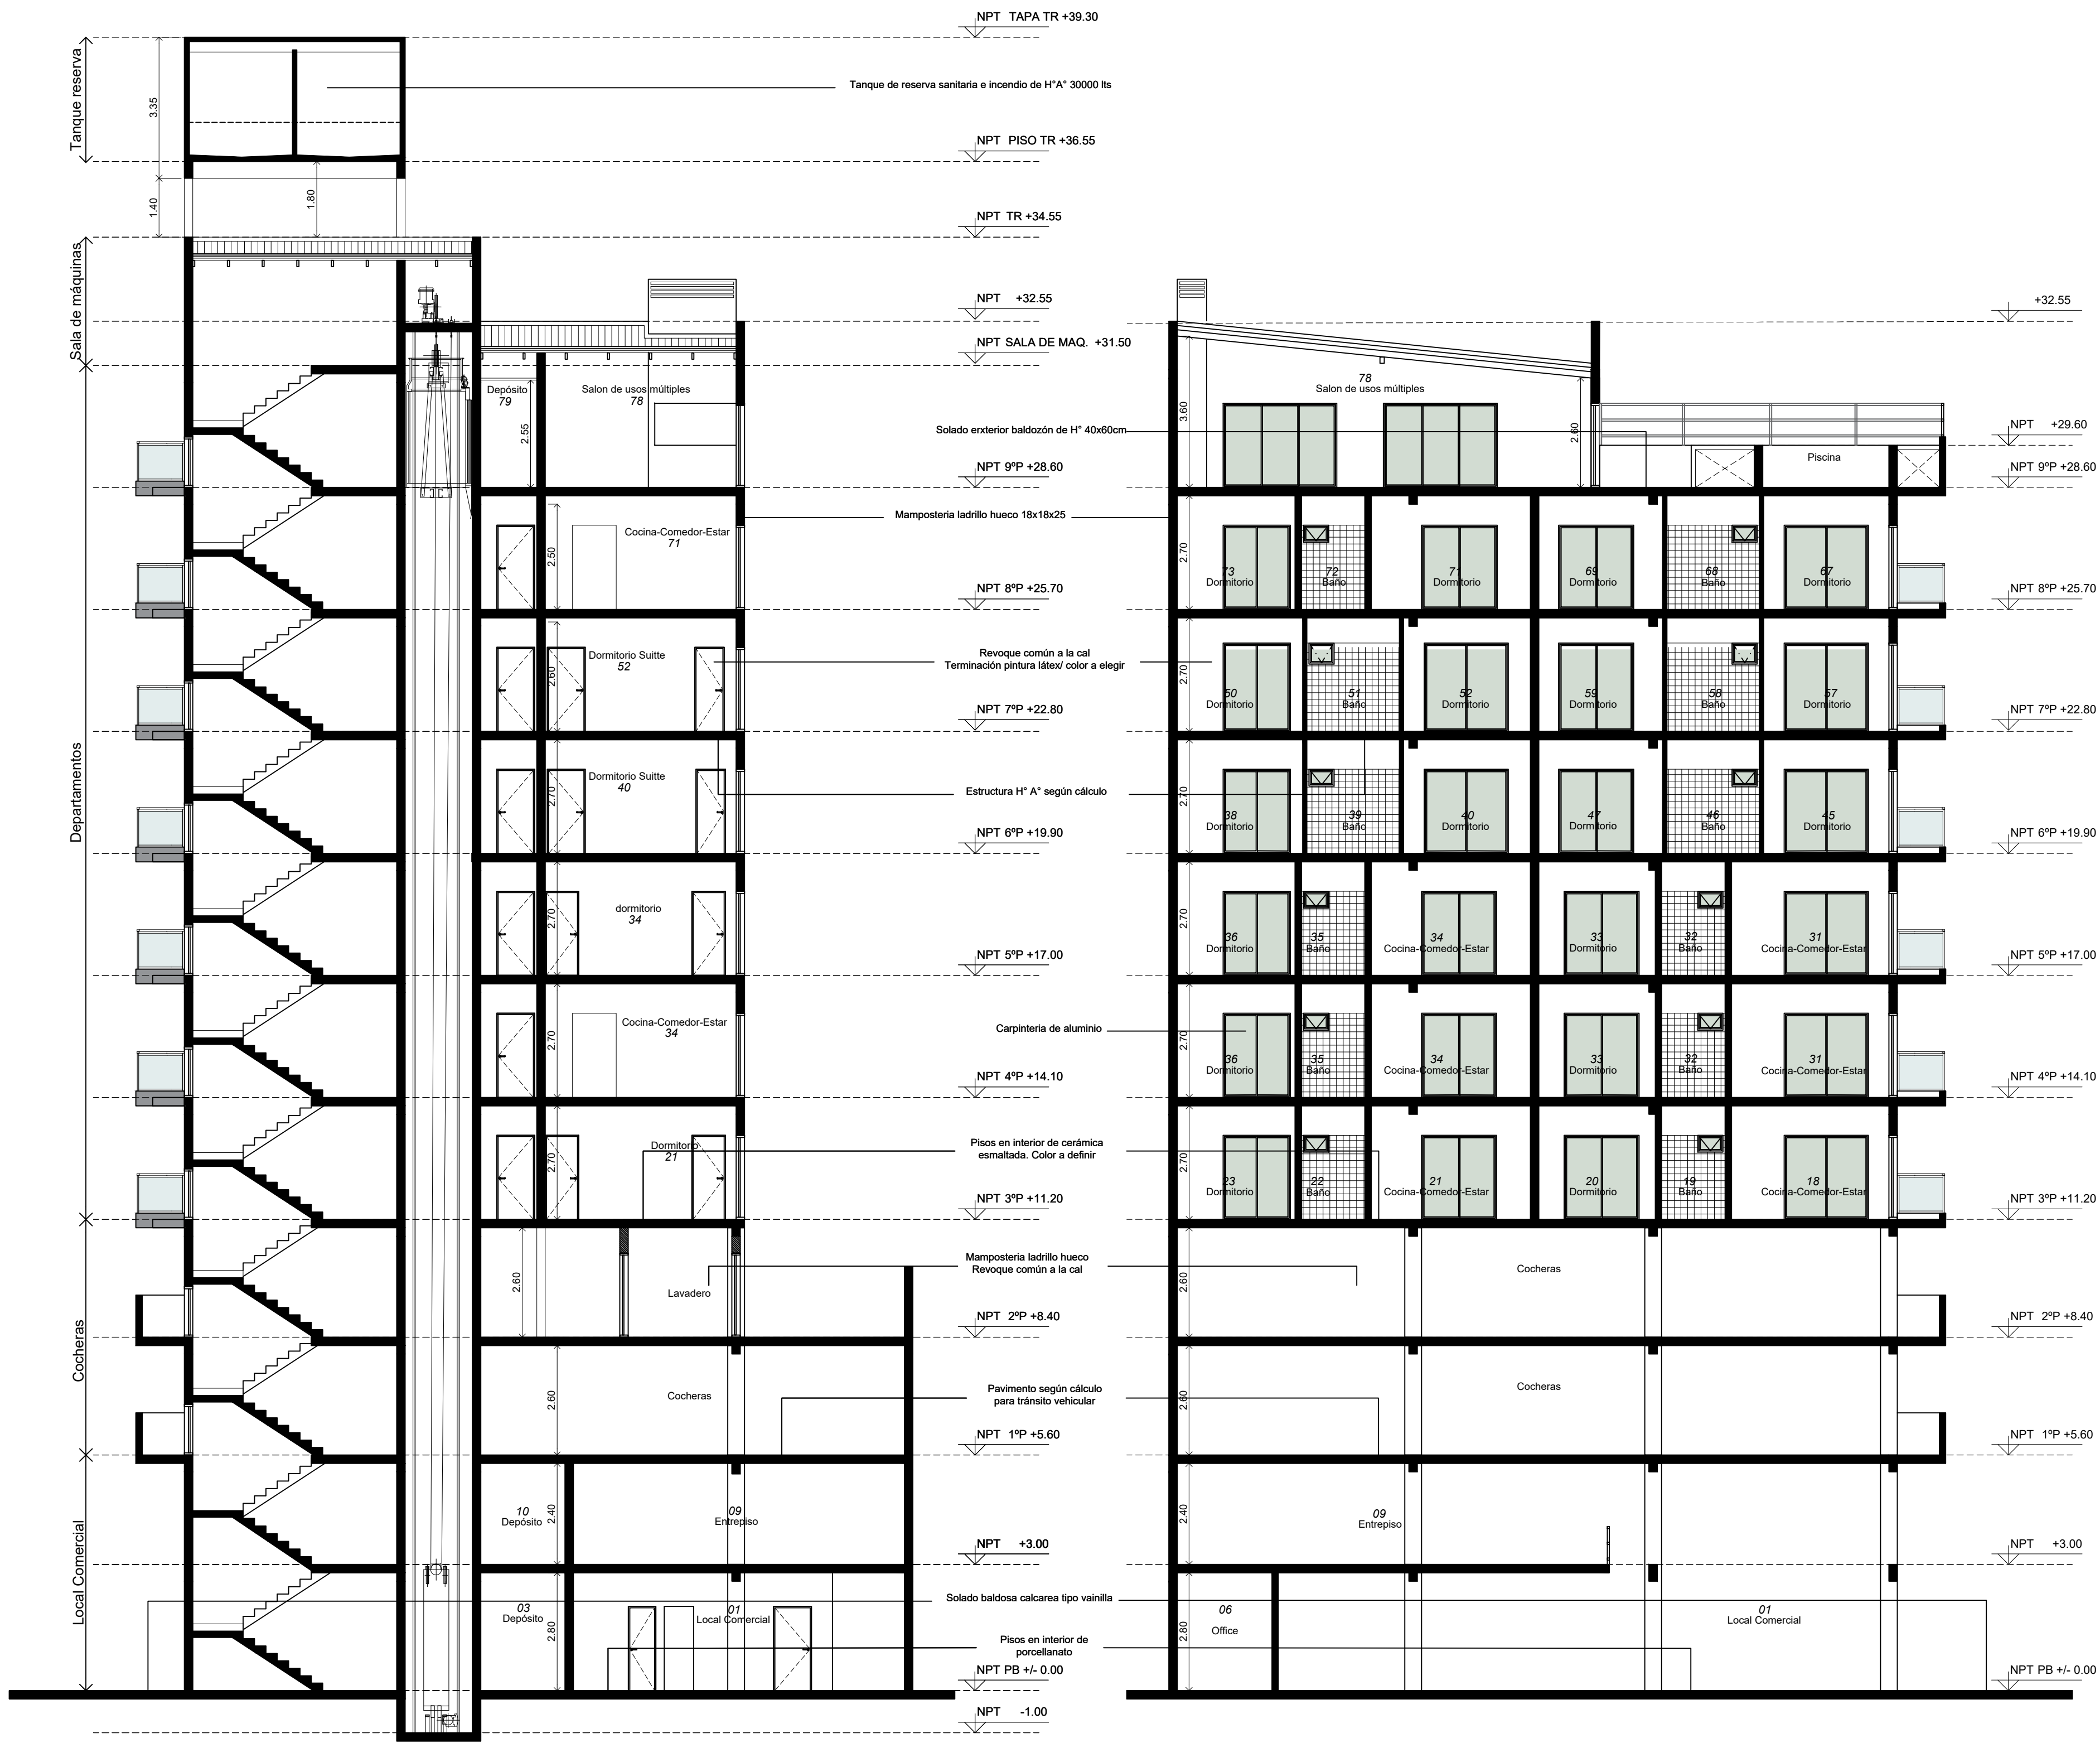 NPT TAPA TR +39.30
Tanque reserva
3.35
Tanque de reserva sanitaria e incendio de H°A° 30000 lts
NPT PISO TR +36.55
1.40
1.80
NPT TR +34.55
Sala de máquinas
NPT +32.55
+32.55
NPT SALA DE MAQ. +31.50
Depósito
79
2.55
Salon de usos múltiples
78
78
Salon de usos múltiples
3.60
2.60
Solado erxterior baldozón de H° 40x60cm
NPT +29.60
Piscina
NPT 9ºP +28.60
NPT 9ºP +28.60
Mamposteria ladrillo hueco 18x18x25
2.50
Cocina-Comedor-Estar
71
2.70
73
Dormitorio
72
Baño
71
Dormitorio
69
Dormitorio
68
Baño
67
Dormitorio
NPT 8ºP +25.70
NPT 8ºP +25.70
Departamentos
2.60
Dormitorio Suitte
52
Revoque común a la cal
Terminación pintura látex/ color a elegir
2.70
50
Dormitorio
51
Baño
52
Dormitorio
59
Dormitorio
58
Baño
57
Dormitorio
NPT 7ºP +22.80
NPT 7ºP +22.80
2.70
Dormitorio Suitte
40
Estructura H° A° según cálculo
2.70
38
Dormitorio
39
Baño
40
Dormitorio
47
Dormitorio
46
Baño
45
Dormitorio
NPT 6ºP +19.90
NPT 6ºP +19.90
2.70
dormitorio
34
2.70
36
Dormitorio
35
Baño
34
Cocina-Comedor-Estar
33
Dormitorio
32
Baño
31
Cocina-Comedor-Estar
NPT 5ºP +17.00
NPT 5ºP +17.00
2.70
Cocina-Comedor-Estar
34
Carpinteria de aluminio
2.70
36
Dormitorio
35
Baño
34
Cocina-Comedor-Estar
33
Dormitorio
32
Baño
31
Cocina-Comedor-Estar
NPT 4ºP +14.10
NPT 4ºP +14.10
2.70
Dormitorio
21
Pisos en interior de cerámica
esmaltada. Color a definir
2.70
23
Dormitorio
22
Baño
21
Cocina-Comedor-Estar
20
Dormitorio
19
Baño
18
Cocina-Comedor-Estar
NPT 3ºP +11.20
NPT 3ºP +11.20
Cocheras
2.60
Lavadero
Mamposteria ladrillo hueco
Revoque común a la cal
2.60
Cocheras
NPT 2ºP +8.40
NPT 2ºP +8.40
2.60
Cocheras
Pavimento según cálculo
para tránsito vehicular
2.60
Cocheras
NPT 1ºP +5.60
NPT 1ºP +5.60
Local Comercial
10
Depósito
2.40
09
Entrepiso
2.40
09
Entrepiso
NPT +3.00
NPT +3.00
03
Depósito
2.80
01
Local Comercial
Solado baldosa calcarea tipo vainilla
2.80
06
Office
01
Local Comercial
Pisos en interior de
porcellanato
NPT PB +/- 0.00
NPT PB +/- 0.00
NPT -1.00